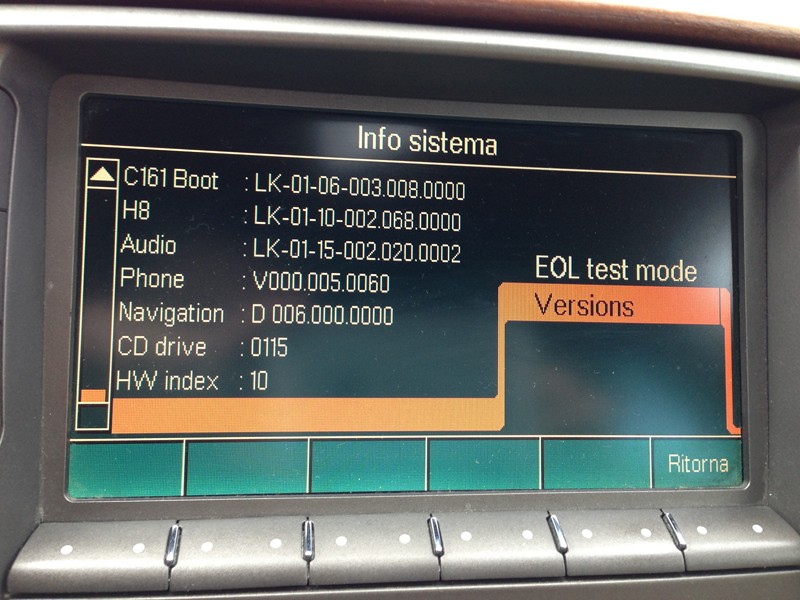 Info sistema
C161 Boot : LK-01-06-003.008.0000
H8 : LK-01-10-002.068.0000
Audio : LK-01-15-002.020.0002
Phone : V000.005.0060
Navigation : D 006.000.0000
CD drive : 0115
HW index : 10
EOL test mode
Versions
Ritorna